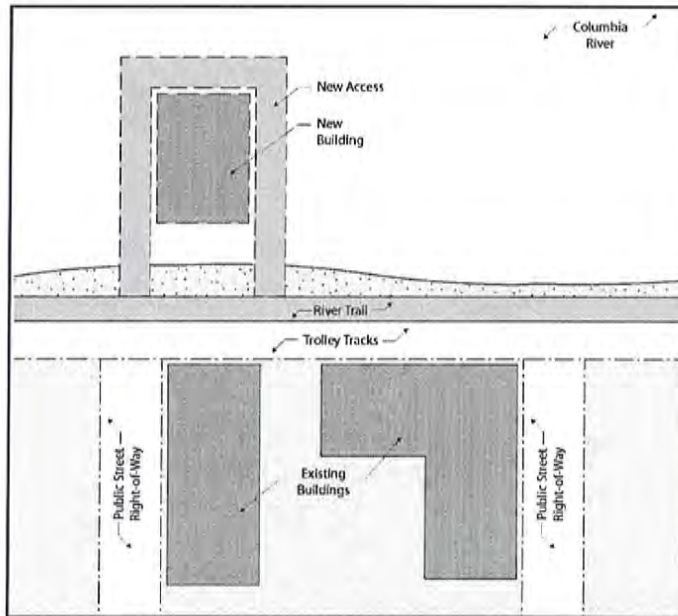 Columbia
River
New Access
New
Building
River Trail
Trolley Tracks
Public Street
Right-of-Way
Existing
Buildings
Public Street
Right-of-Way